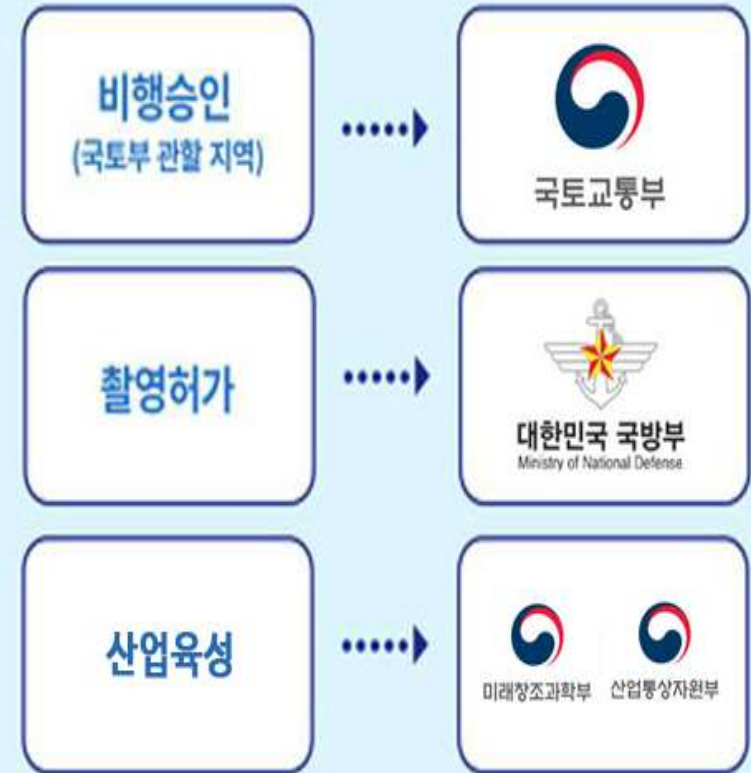 비행승인
(국토부 관할 지역)
국토교통부
촬영허가
대한민국 국방부
Ministry of National Defense
산업육성
미래창조과학부 산업통상자원부